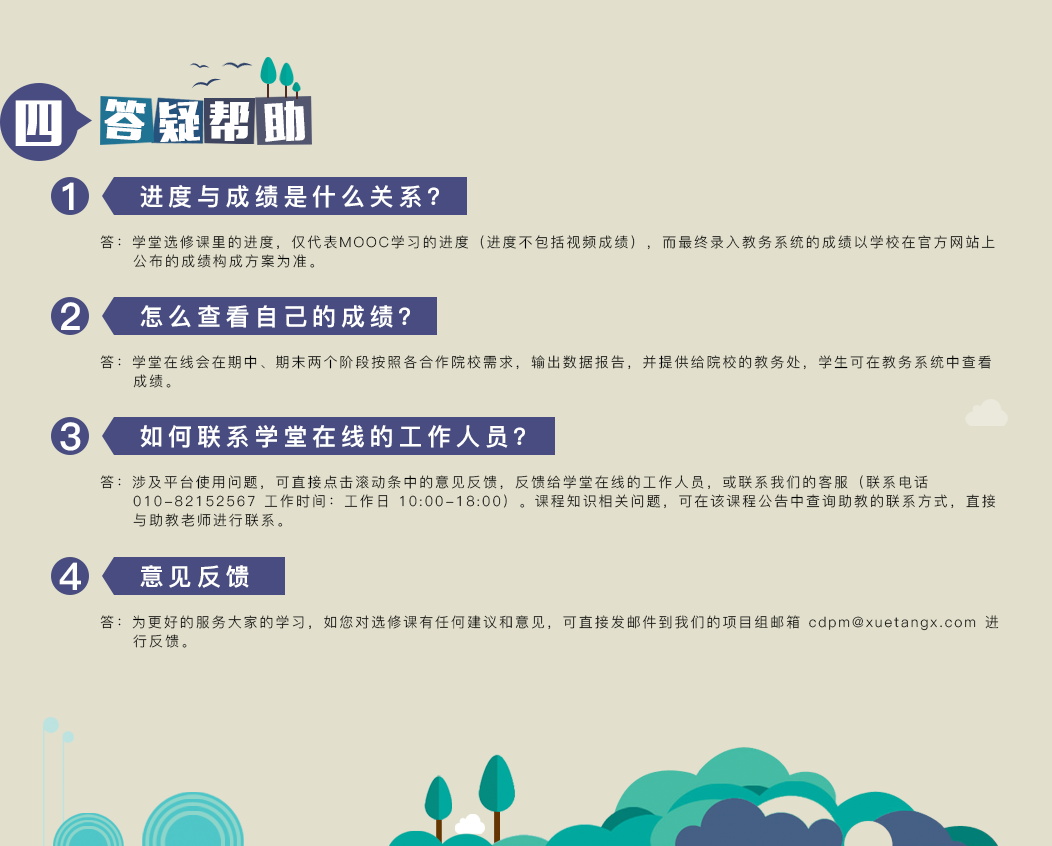 四 答疑帮助
1 进度与成绩是什么关系?
答：学堂选修课里的进度，仅代表MOOC学习的进度（进度不包括视频成绩），而最终录入教务系统的成绩以学校在官方网站上
公布的成绩构成方案为准。
2 怎么查看自己的成绩?
答：学堂在线会在期中、期末两个阶段按照各合作院校需求，输出数据报告，并提供给院校的教务处，学生可在教务系统中查看
成绩。
3 如何联系学堂在线的工作人员?
答：涉及平台使用问题，可直接点击滚动条中的意见反馈，反馈给学堂在线的工作人员，或联系我们的客服（联系电话
010-82152567 工作时间：工作日 10:00-18:00）。课程知识相关问题，可在该课程公告中查询助教的联系方式，直接
与助教老师进行联系。
4 意见反馈
答：为更好的服务大家的学习，如您对选修课有任何建议和意见，可直接发邮件到我们的项目组邮箱 cdpm@xuetangx.com 进
行反馈。